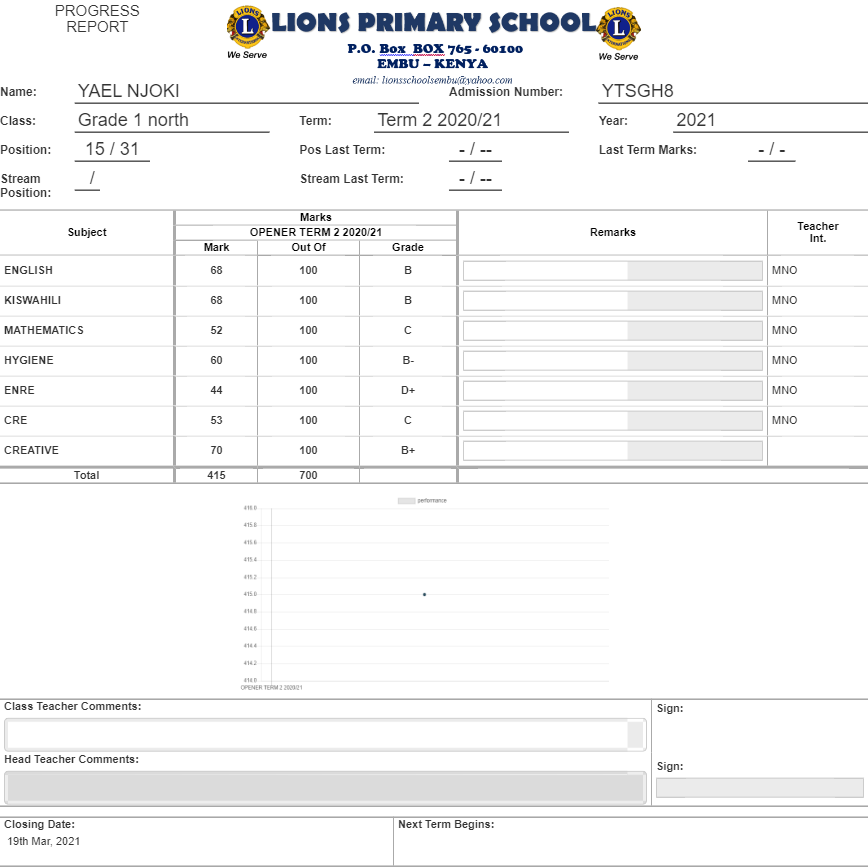 PROGRESS
REPORT
LIONS PRIMARY SCHOOL
P.O. Box BOX 765 - 60100
EMBU – KENYA
email: lionsschoolsembu@yahoo.com
LIONS
L
INTERNATIONAL
We Serve
LIONS
L
INTERNATIONAL
We Serve
Name: YAEL NJOKI Admission Number: YTSGH8
Class: Grade 1 north Term: Term 2 2020/21 Year: 2021
Position: 15 / 31 Pos Last Term: - / -- Last Term Marks: - / -
Stream Position: / Stream Last Term: - / --
Subject Marks Remarks Teacher Int.
OPENER TERM 2 2020/21
Mark Out Of Grade
ENGLISH 68 100 B MNO
KISWAHILI 68 100 B MNO
MATHEMATICS 52 100 C MNO
HYGIENE 60 100 B- MNO
ENRE 44 100 D+ MNO
CRE 53 100 C MNO
CREATIVE 70 100 B+
Total 415 700
performance
416.0
415.8
415.6
415.4
415.2
415.0
414.8
414.6
414.4
414.2
414.0
OPENER TERM 2 2020/21
Class Teacher Comments: Sign:
Head Teacher Comments: Sign:
Closing Date: Next Term Begins:
19th Mar, 2021